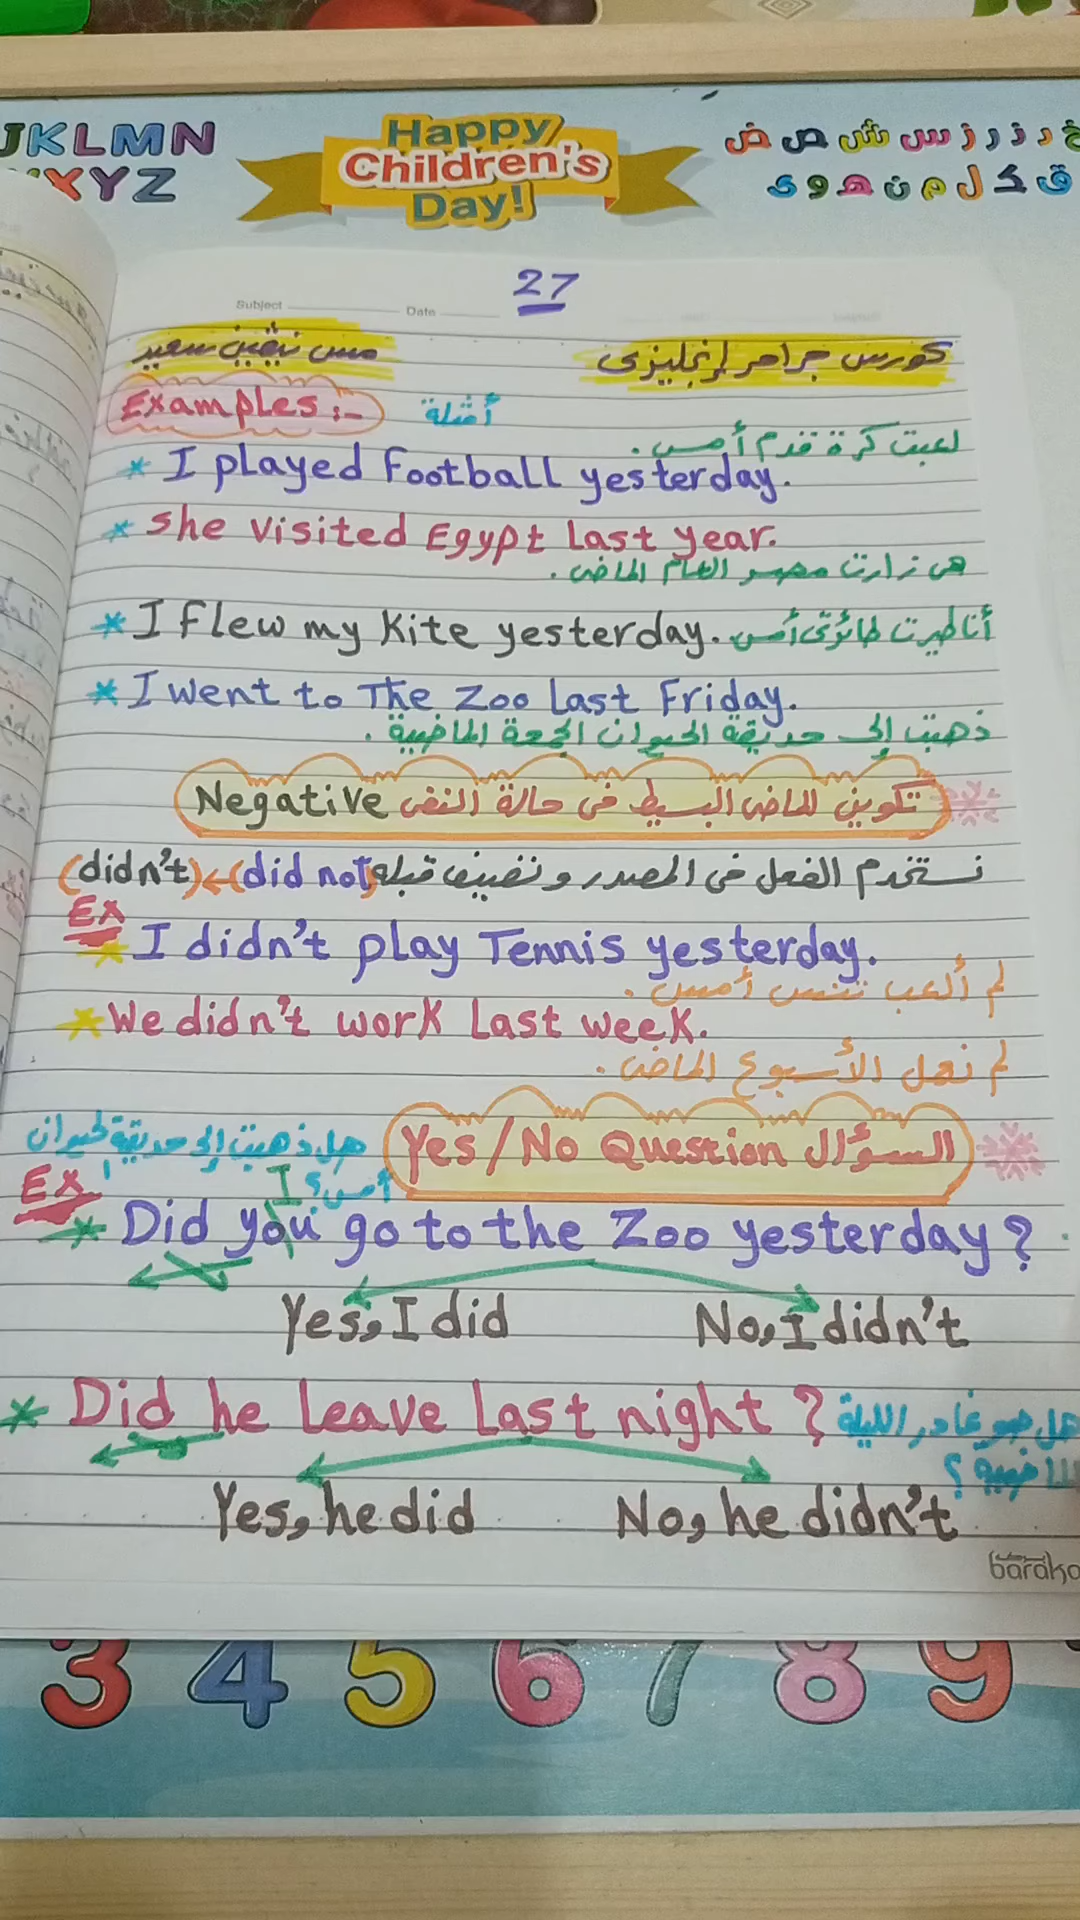 JKLMN
XYZ
Happy
Children's
Day!
د ذ ر ز س ش ص ض
ق ك ل م ن ه و ى
27
Subject
Date
كورس جرامر إنجليزى
مس نيڤين سعيد
Examples :-
أمثلة
لعبت كرة قدم أمس.
* I played Football yesterday.
* She visited Egypt Last year.
هى زارت مصر العام الماضى.
* I flew my Kite yesterday. أنا طيرت طائرتى أمس
* I went to The Zoo Last Friday.
ذهبت إلى حديقة الحيوان الجمعة الماضية.
تكوين الماضى البسيط فى حالة النفى Negative
نستخدم الفعل فى المصدر ونضيف قبله (did not) ← (didn't)
Ex
* I didn't play Tennis yesterday.
لم ألعب تنس أمس.
* We didn't work Last week.
لم نعمل الأسبوع الماضى.
السؤال Yes / No Question
هل ذهبت إلى حديقة الحيوان
أمس؟
Ex
I
* Did you go to the Zoo yesterday?
Yes, I did No, I didn't
* Did he Leave Last night? هل هو غادر الليلة
الماضية؟
Yes, he did No, he didn't
baraka
3 4 5 6 7 8 9